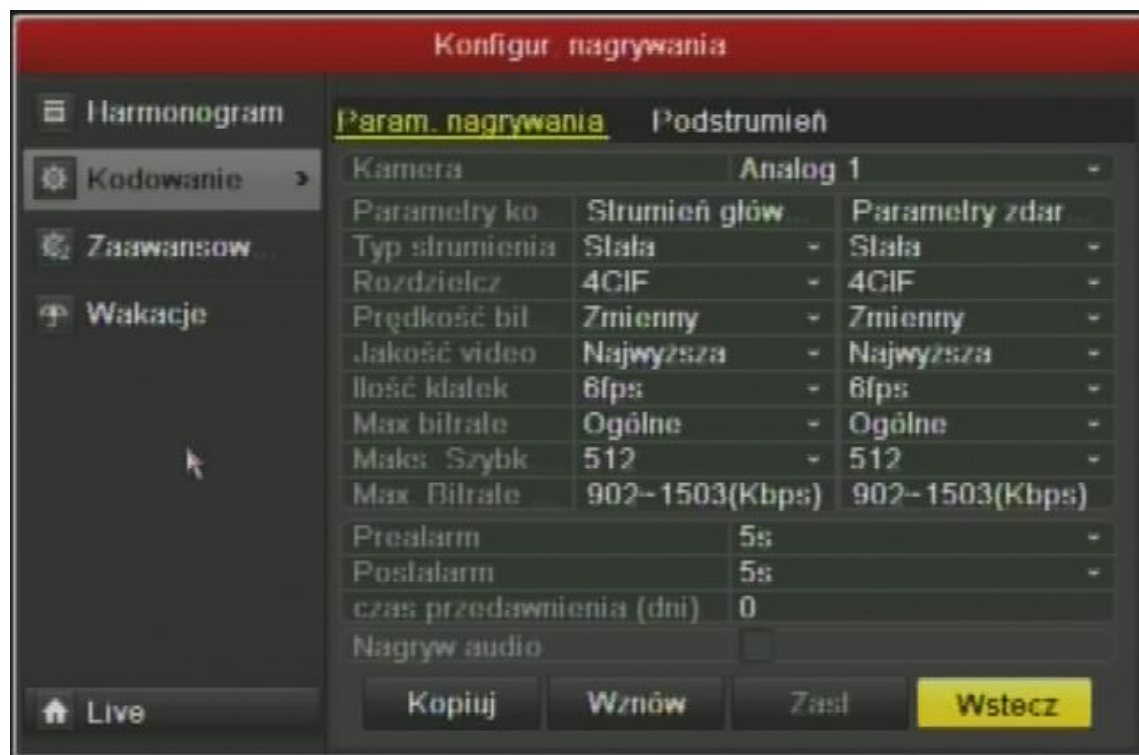 Konfigur nagrywania
Harmonogram
Kodowanie
Zaawansow...
Wakacje
Live
Param. nagrywania Podstrumień
Kamera Analog 1
Parametry ko... Strumień głów... Parametry zdar...
Typ strumienia Stała Stała
Rozdzielcz... 4CIF 4CIF
Prędkość bit... Zmienny Zmienny
Jakość video Najwyższa Najwyższa
Ilość klatek 6fps 6fps
Max bitrate Ogólne Ogólne
Maks. Szybk... 512 512
Max. Bitrate ... 902~1503(Kbps) 902~1503(Kbps)
Prealarm 5s
Postalarm 5s
czas przedawnienia (dni) 0
Nagryw audio
Kopiuj Wznów Zast Wstecz